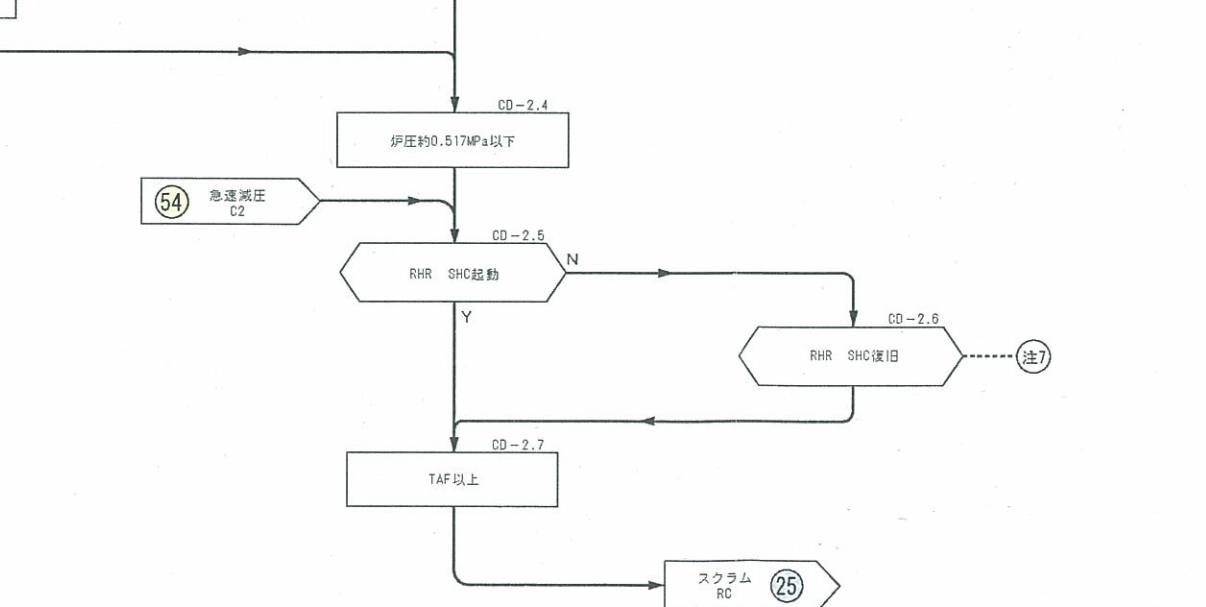 CD-2.4
炉圧約0.517MPa以下
54 急速減圧
C2
CD-2.5
RHR SHC起動
N
Y
CD-2.6
RHR SHC復旧
注7
CD-2.7
TAF以上
スクラム 25
RC